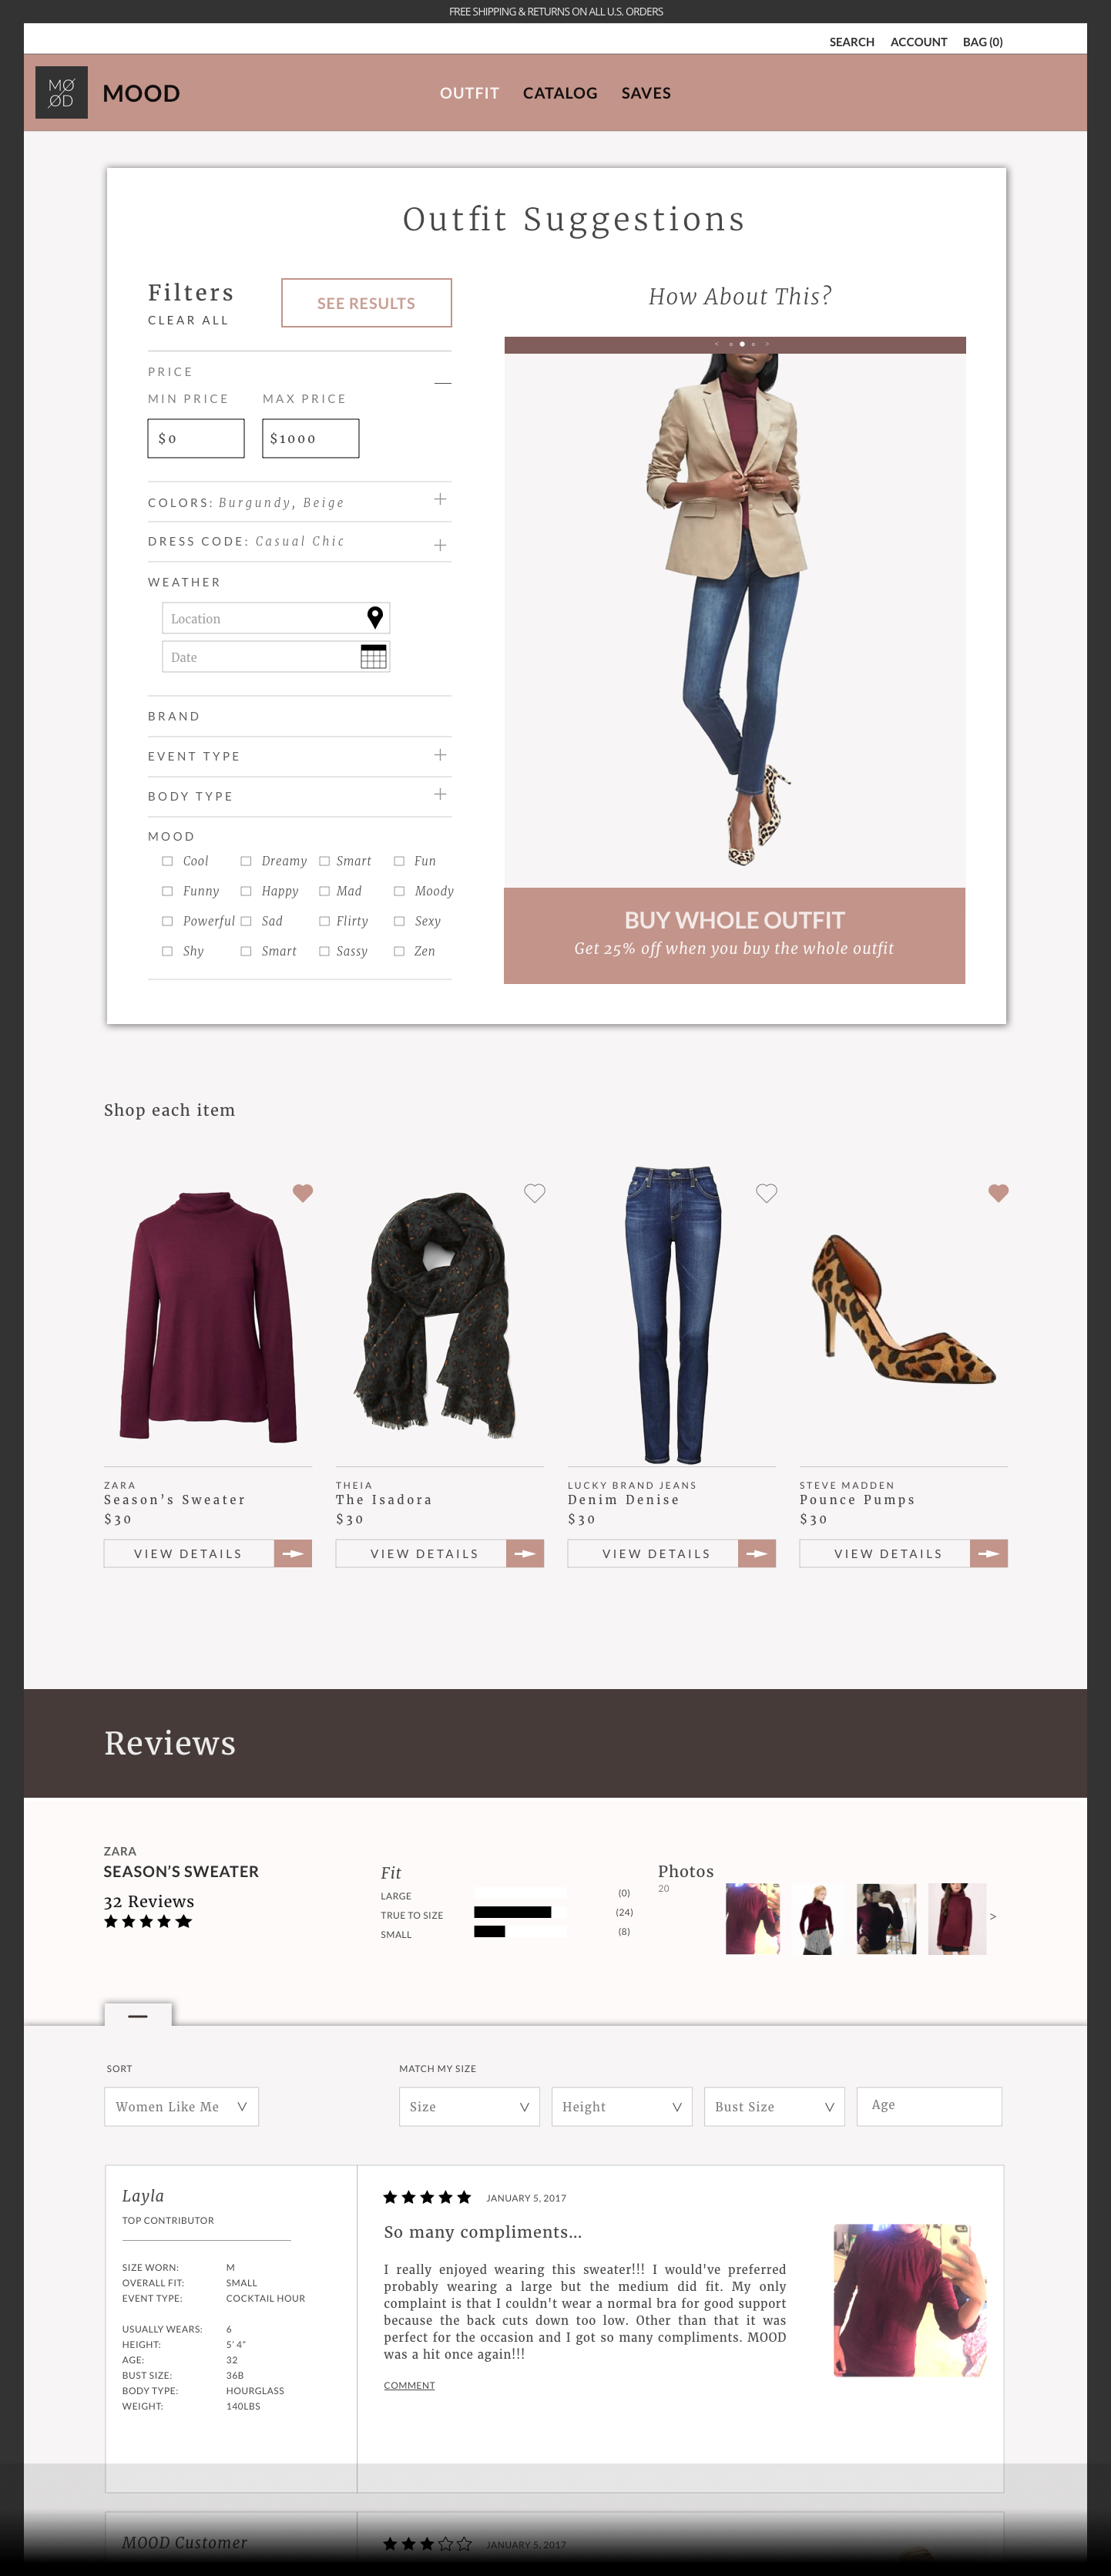 FREE SHIPPING & RETURNS ON ALL U.S. ORDERS
SEARCH ACCOUNT BAG (0)
MØ
ØD
MOOD
OUTFIT CATALOG SAVES
Outfit Suggestions
Filters
CLEAR ALL
SEE RESULTS
PRICE
MIN PRICE MAX PRICE
$0 $1000
COLORS: Burgundy, Beige
DRESS CODE: Casual Chic
WEATHER
Location
Date
BRAND
EVENT TYPE
BODY TYPE
MOOD
Cool Dreamy Smart Fun
Funny Happy Mad Moody
Powerful Sad Flirty Sexy
Shy Smart Sassy Zen
How About This?
< >
BUY WHOLE OUTFIT
Get 25% off when you buy the whole outfit
Shop each item
ZARA
Season's Sweater
$30
VIEW DETAILS
THEIA
The Isadora
$30
VIEW DETAILS
LUCKY BRAND JEANS
Denim Denise
$30
VIEW DETAILS
STEVE MADDEN
Pounce Pumps
$30
VIEW DETAILS
Reviews
ZARA
SEASON'S SWEATER
32 Reviews
Fit
LARGE (0)
TRUE TO SIZE (24)
SMALL (8)
Photos
20
>
SORT
Women Like Me
MATCH MY SIZE
Size Height Bust Size Age
Layla
TOP CONTRIBUTOR
SIZE WORN: M
OVERALL FIT: SMALL
EVENT TYPE: COCKTAIL HOUR
USUALLY WEARS: 6
HEIGHT: 5' 4"
AGE: 32
BUST SIZE: 36B
BODY TYPE: HOURGLASS
WEIGHT: 140LBS
JANUARY 5, 2017
So many compliments...
I really enjoyed wearing this sweater!!! I would've preferred
probably wearing a large but the medium did fit. My only
complaint is that I couldn't wear a normal bra for good support
because the back cuts down too low. Other than that it was
perfect for the occasion and I got so many compliments. MOOD
was a hit once again!!!
COMMENT
MOOD Customer
JANUARY 5, 2017